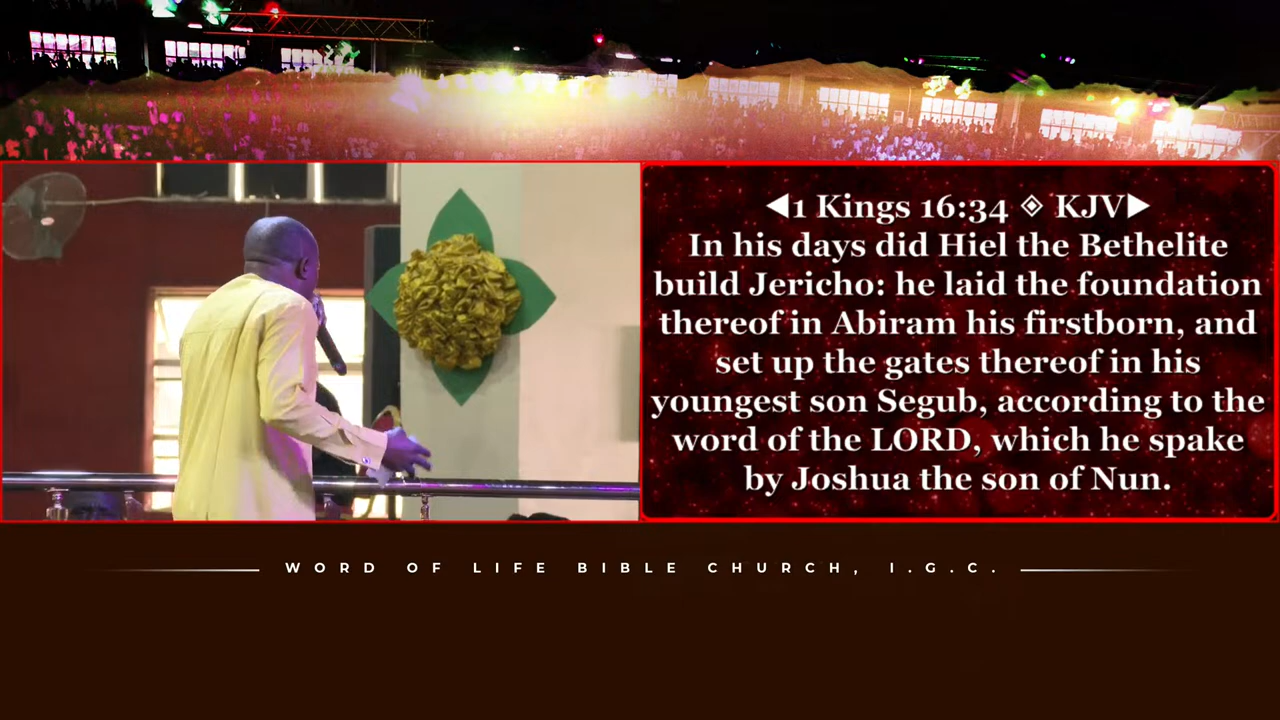 ◀1 Kings 16:34 ◈ KJV▶
In his days did Hiel the Bethelite
build Jericho: he laid the foundation
thereof in Abiram his firstborn, and
set up the gates thereof in his
youngest son Segub, according to the
word of the LORD, which he spake
by Joshua the son of Nun.
WORD OF LIFE BIBLE CHURCH, I.G.C.